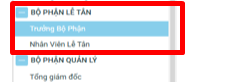 BỘ PHẬN LỄ TÂN
Trưởng Bộ Phận
Nhân Viên Lễ Tân
BỘ PHẬN QUẢN LÝ
Tổng giám đốc